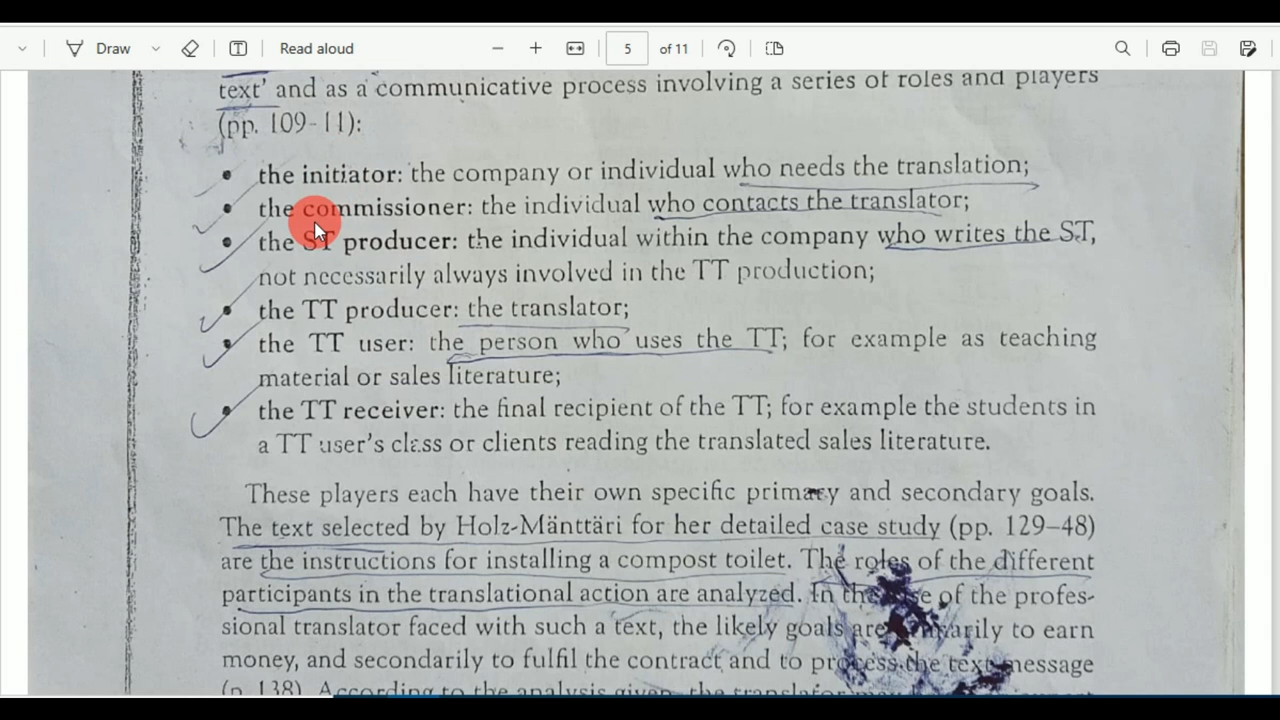 Draw
Read aloud
5
of 11
text' and as a communicative process involving a series of roles and players
(pp. 109–11):
• the initiator: the company or individual who needs the translation;
• the commissioner: the individual who contacts the translator;
• the ST producer: the individual within the company who writes the ST,
not necessarily always involved in the TT production;
• the TT producer: the translator;
• the TT user: the person who uses the TT; for example as teaching
material or sales literature;
• the TT receiver: the final recipient of the TT; for example the students in
a TT user's class or clients reading the translated sales literature.
These players each have their own specific primary and secondary goals.
The text selected by Holz-Mänttäri for her detailed case study (pp. 129–48)
are the instructions for installing a compost toilet. The roles of the different
participants in the translational action are analyzed. In the case of the profes-
sional translator faced with such a text, the likely goals are primarily to earn
money, and secondarily to fulfil the contract and to process the text message
(p. 138). According to the analysis given, the translator may